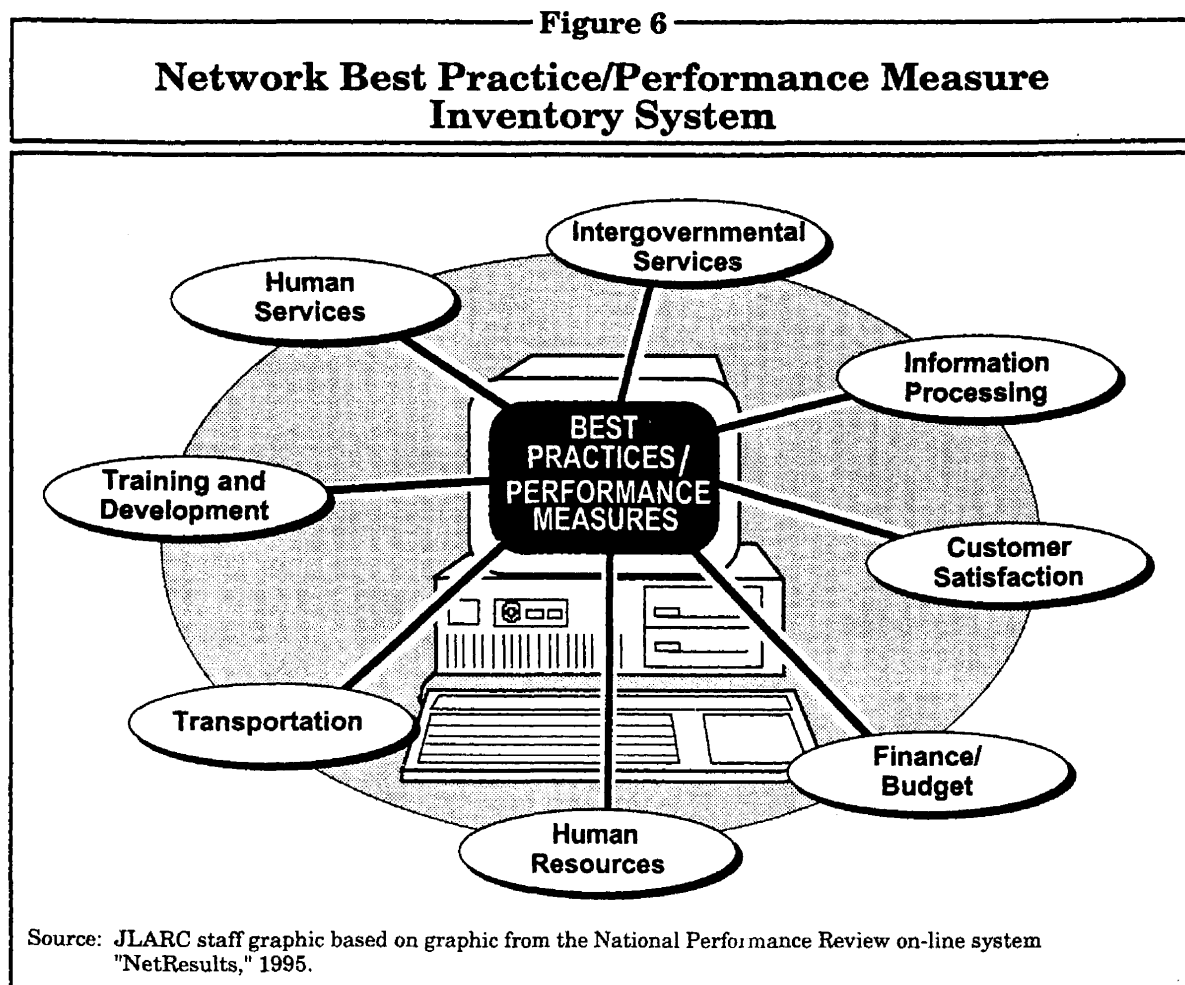 Figure 6
Network Best Practice/Performance Measure
Inventory System
Intergovernmental
Services
Human
Services
Information
Processing
BEST
PRACTICES/
PERFORMANCE
MEASURES
Training and
Development
Customer
Satisfaction
Transportation
Finance/
Budget
Human
Resources
Source: JLARC staff graphic based on graphic from the National Performance Review on-line system
"NetResults," 1995.